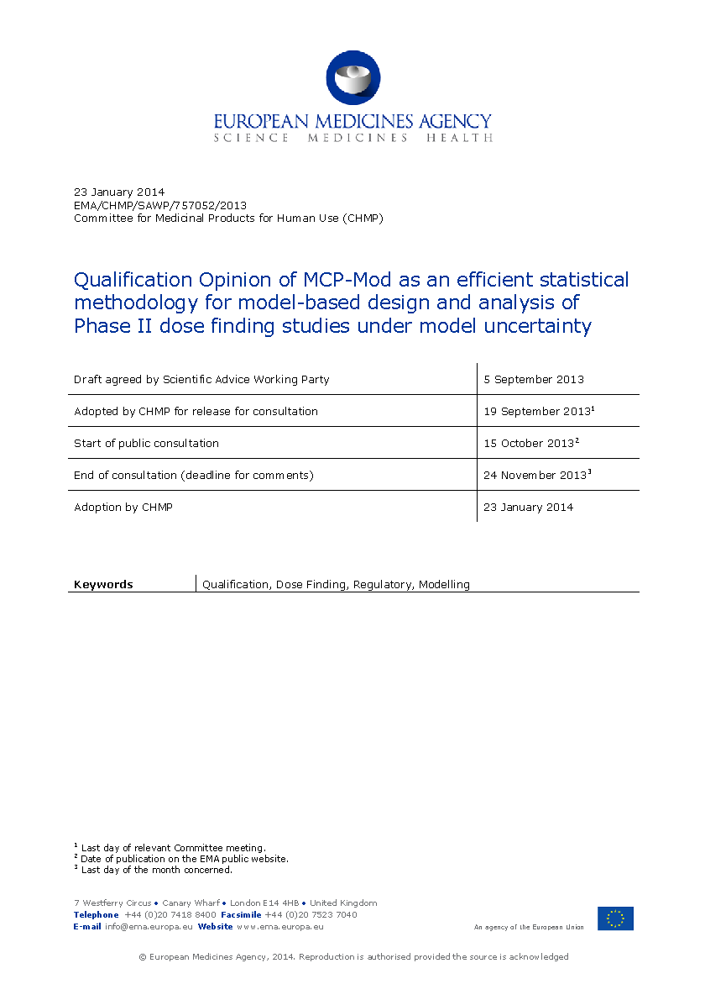 EUROPEAN MEDICINES AGENCY
SCIENCE MEDICINES HEALTH
23 January 2014
EMA/CHMP/SAWP/757052/2013
Committee for Medicinal Products for Human Use (CHMP)
Qualification Opinion of MCP-Mod as an efficient statistical
methodology for model-based design and analysis of
Phase II dose finding studies under model uncertainty
Draft agreed by Scientific Advice Working Party 5 September 2013
Adopted by CHMP for release for consultation 19 September 2013¹
Start of public consultation 15 October 2013²
End of consultation (deadline for comments) 24 November 2013³
Adoption by CHMP 23 January 2014
Keywords Qualification, Dose Finding, Regulatory, Modelling
¹ Last day of relevant Committee meeting.
² Date of publication on the EMA public website.
³ Last day of the month concerned.
7 Westferry Circus • Canary Wharf • London E14 4HB • United Kingdom
Telephone +44 (0)20 7418 8400 Facsimile +44 (0)20 7523 7040
E-mail info@ema.europa.eu Website www.ema.europa.eu
An agency of the European Union
© European Medicines Agency, 2014. Reproduction is authorised provided the source is acknowledged